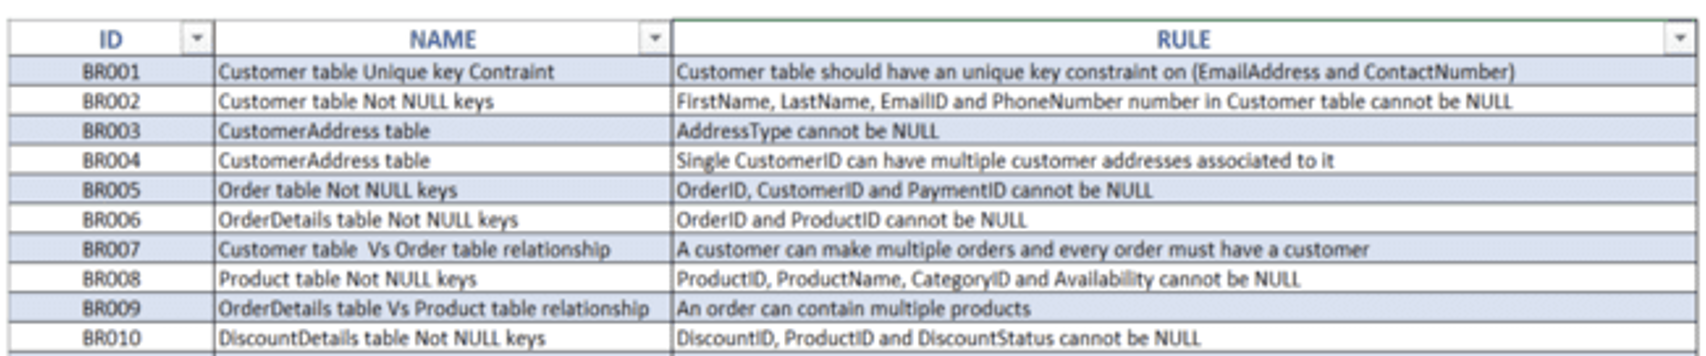 ID NAME RULE
BR001 Customer table Unique key Contraint Customer table should have an unique key constraint on (EmailAddress and ContactNumber)
BR002 Customer table Not NULL keys FirstName, LastName, EmailID and PhoneNumber number in Customer table cannot be NULL
BR003 CustomerAddress table AddressType cannot be NULL
BR004 CustomerAddress table Single CustomerID can have multiple customer addresses associated to it
BR005 Order table Not NULL keys OrderID, CustomerID and PaymentID cannot be NULL
BR006 OrderDetails table Not NULL keys OrderID and ProductID cannot be NULL
BR007 Customer table Vs Order table relationship A customer can make multiple orders and every order must have a customer
BR008 Product table Not NULL keys ProductID, ProductName, CategoryID and Availability cannot be NULL
BR009 OrderDetails table Vs Product table relationship An order can contain multiple products
BR010 DiscountDetails table Not NULL keys DiscountID, ProductID and DiscountStatus cannot be NULL